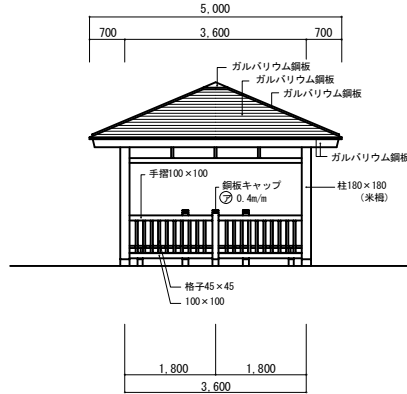 5,000
700 3,600 700
ガルバリウム鋼板
ガルバリウム鋼板
ガルバリウム鋼板
ガルバリウム鋼板
手摺100×100
銅板キャップ
㋐ 0.4m/m
柱180×180
(米栂)
格子45×45
100×100
1,800 1,800
3,600